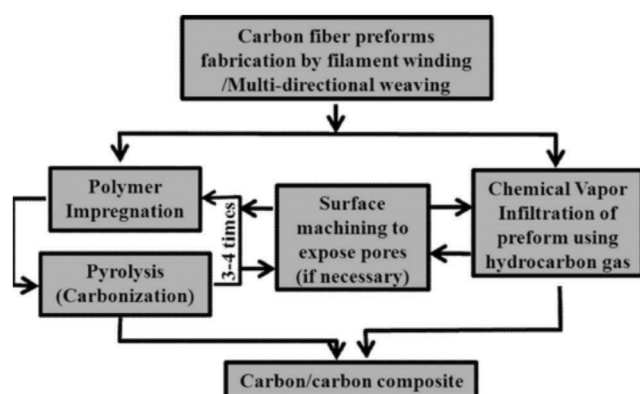 Carbon fiber preforms
fabrication by filament winding
/Multi-directional weaving
Polymer
Impregnation
Pyrolysis
(Carbonization)
3-4 times
Surface
machining to
expose pores
(if necessary)
Chemical Vapor
Infiltration of
preform using
hydrocarbon gas
Carbon/carbon composite